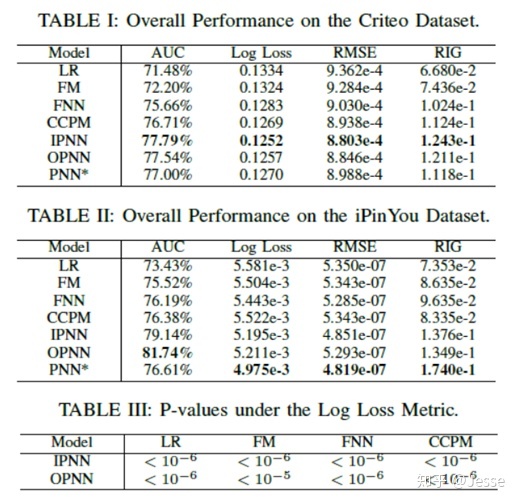 TABLE I: Overall Performance on the Criteo Dataset.
Model AUC Log Loss RMSE RIG
LR 71.48% 0.1334 9.362e-4 6.680e-2
FM 72.20% 0.1324 9.284e-4 7.436e-2
FNN 75.66% 0.1283 9.030e-4 1.024e-1
CCPM 76.71% 0.1269 8.938e-4 1.124e-1
IPNN 77.79% 0.1252 8.803e-4 1.243e-1
OPNN 77.54% 0.1257 8.846e-4 1.211e-1
PNN* 77.00% 0.1270 8.988e-4 1.118e-1
TABLE II: Overall Performance on the iPinYou Dataset.
Model AUC Log Loss RMSE RIG
LR 73.43% 5.581e-3 5.350e-07 7.353e-2
FM 75.52% 5.504e-3 5.343e-07 8.635e-2
FNN 76.19% 5.443e-3 5.285e-07 9.635e-2
CCPM 76.38% 5.522e-3 5.343e-07 8.335e-2
IPNN 79.14% 5.195e-3 4.851e-07 1.376e-1
OPNN 81.74% 5.211e-3 5.293e-07 1.349e-1
PNN* 76.61% 4.975e-3 4.819e-07 1.740e-1
TABLE III: P-values under the Log Loss Metric.
Model LR FM FNN CCPM
IPNN < 10⁻⁶ < 10⁻⁶ < 10⁻⁶ < 10⁻⁶
OPNN < 10⁻⁶ < 10⁻⁵ < 10⁻⁶ < 10⁻⁶
知乎 @Jesse